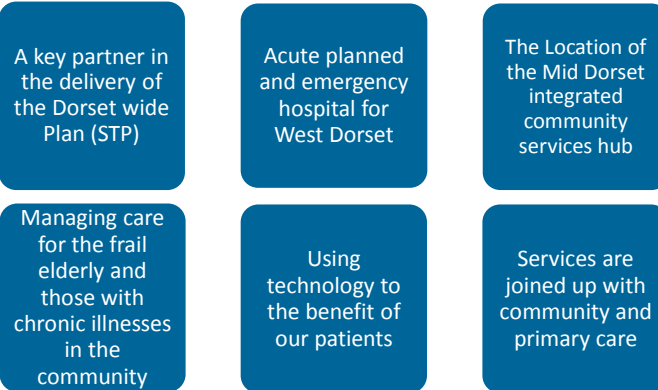 A key partner in
the delivery of
the Dorset wide
Plan (STP)
Acute planned
and emergency
hospital for
West Dorset
The Location of
the Mid Dorset
integrated
community
services hub
Managing care
for the frail
elderly and
those with
chronic illnesses
in the
community
Using
technology to
the benefit of
our patients
Services are
joined up with
community and
primary care